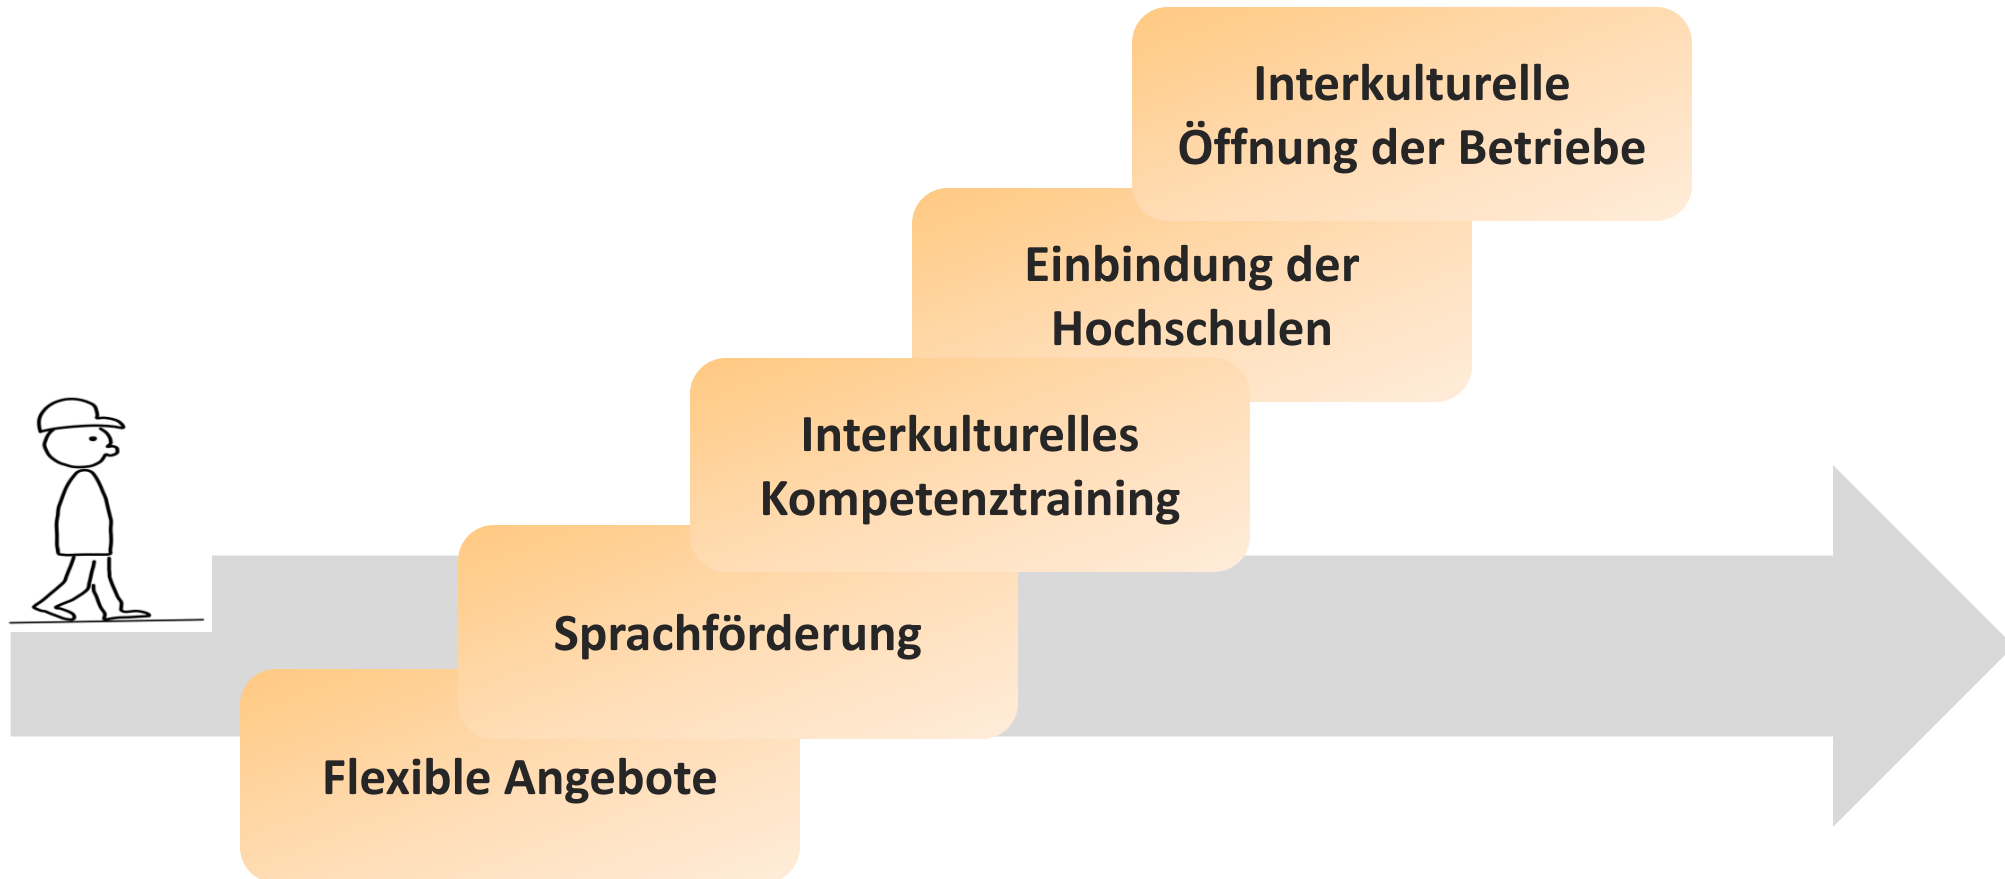 Interkulturelle
Öffnung der Betriebe
Einbindung der
Hochschulen
Interkulturelles
Kompetenztraining
Sprachförderung
Flexible Angebote